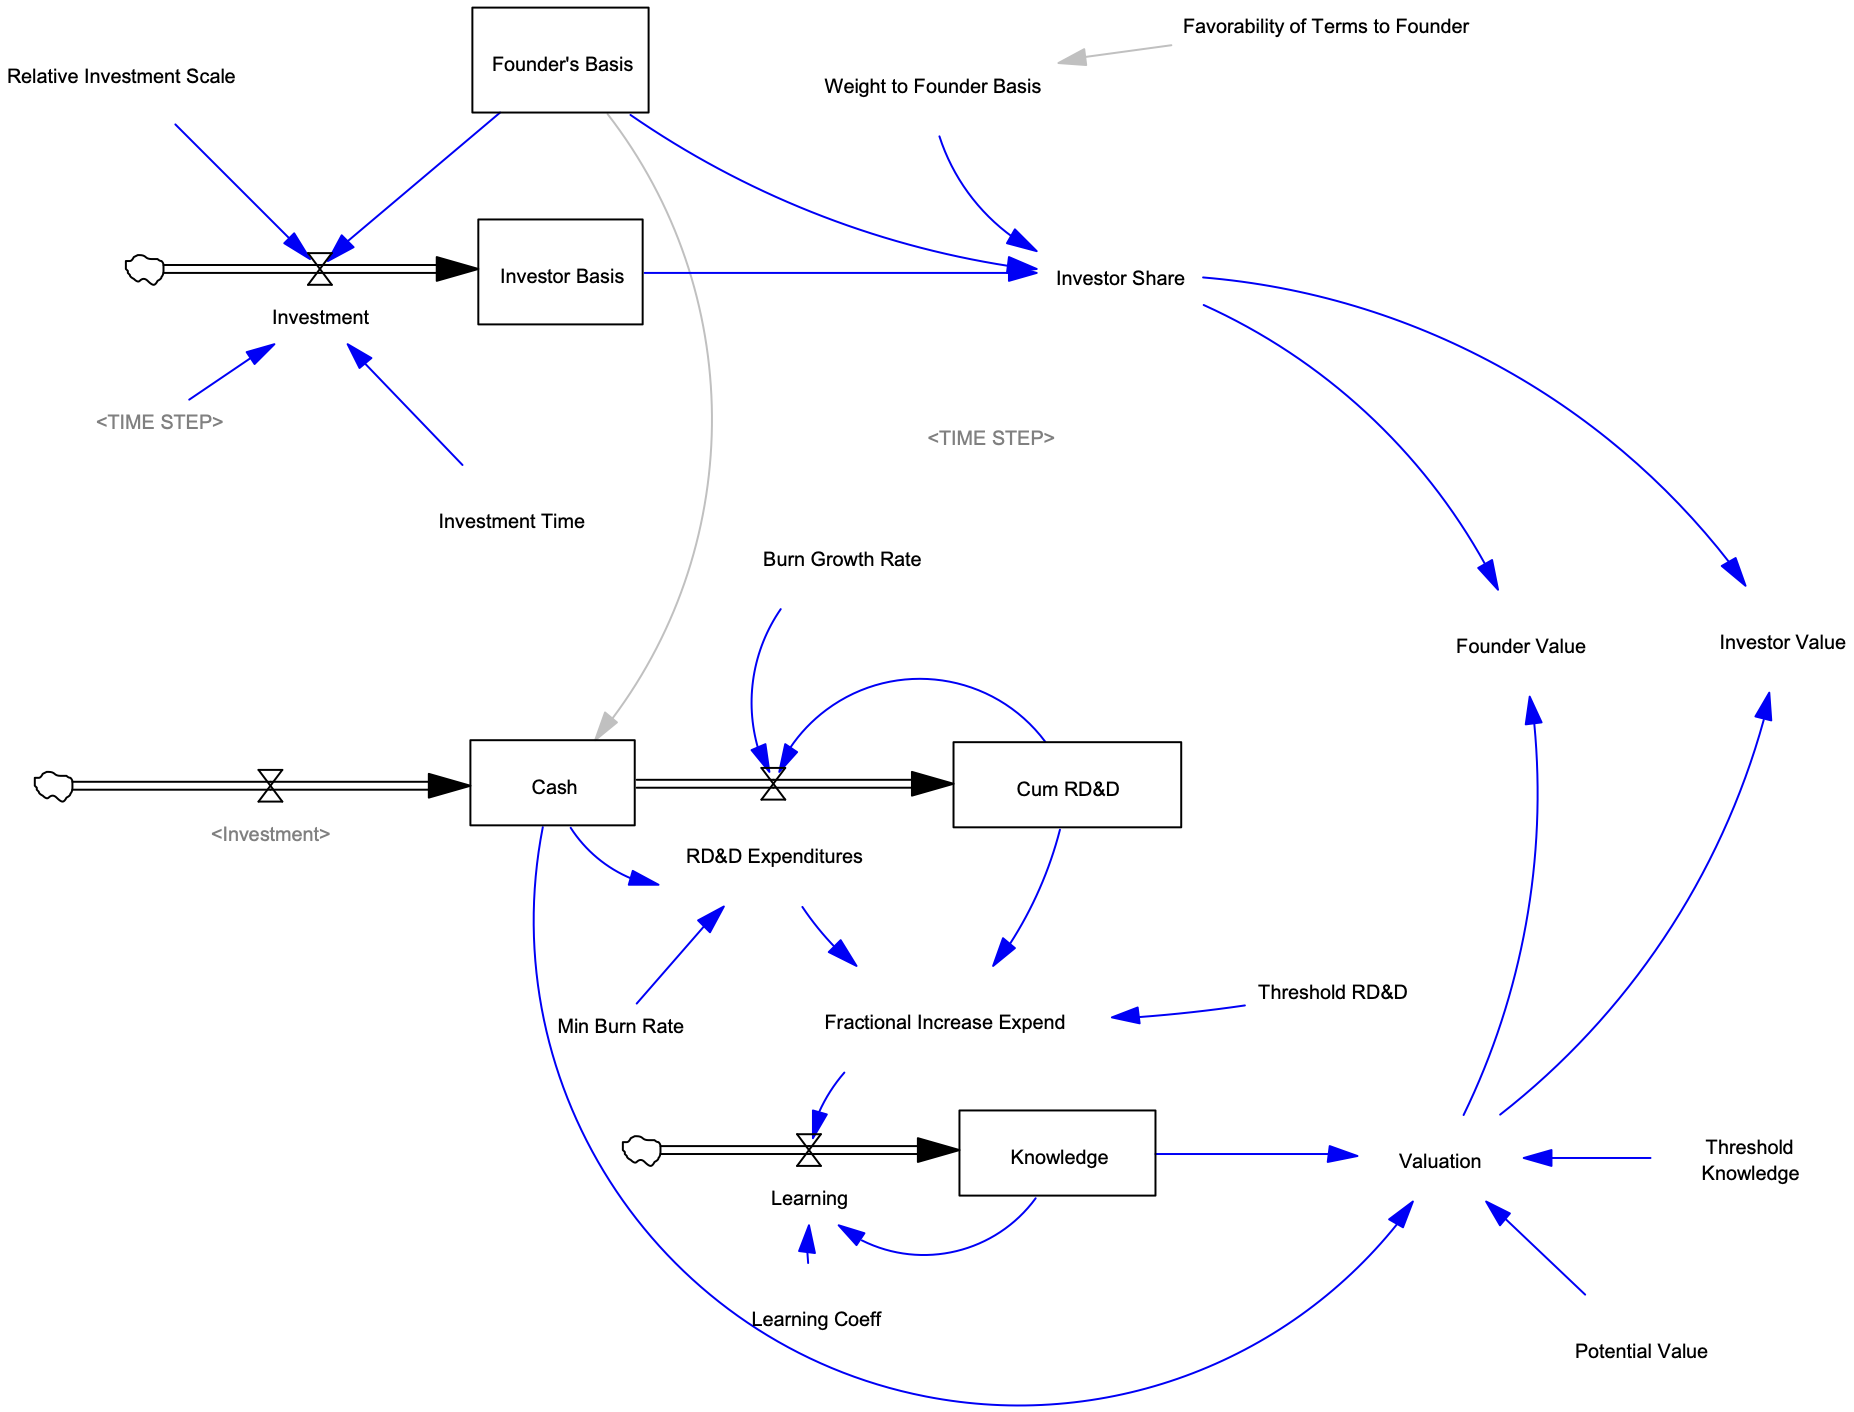 Favorability of Terms to Founder
Founder's Basis
Relative Investment Scale
Weight to Founder Basis
Investor Basis
Investor Share
Investment
<TIME STEP>
<TIME STEP>
Investment Time
Burn Growth Rate
Founder Value
Investor Value
Cash
Cum RD&D
<Investment>
RD&D Expenditures
Threshold RD&D
Min Burn Rate
Fractional Increase Expend
Knowledge
Valuation
Threshold
Knowledge
Learning
Learning Coeff
Potential Value